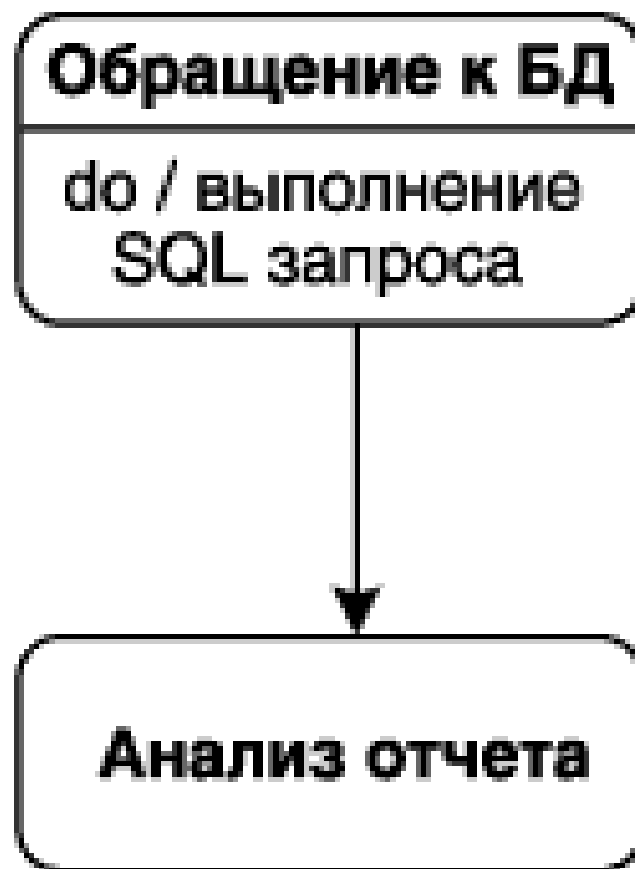 Обращение к БД
do / выполнение
SQL запроса
Анализ отчета